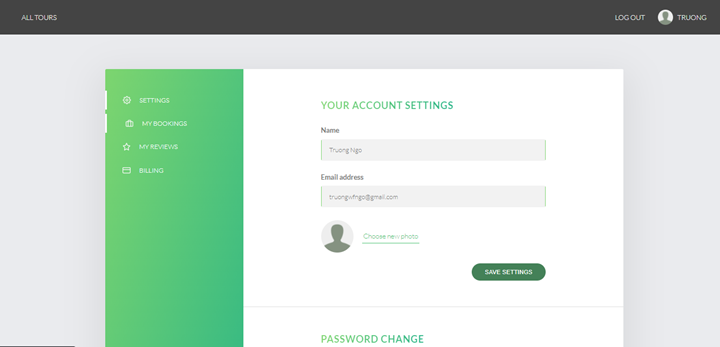 ALL TOURS
LOG OUT
TRUONG
SETTINGS
MY BOOKINGS
MY REVIEWS
BILLING
YOUR ACCOUNT SETTINGS
Name
Truong Ngo
Email address
truongwfngo@gmail.com
Choose new photo
SAVE SETTINGS
PASSWORD CHANGE